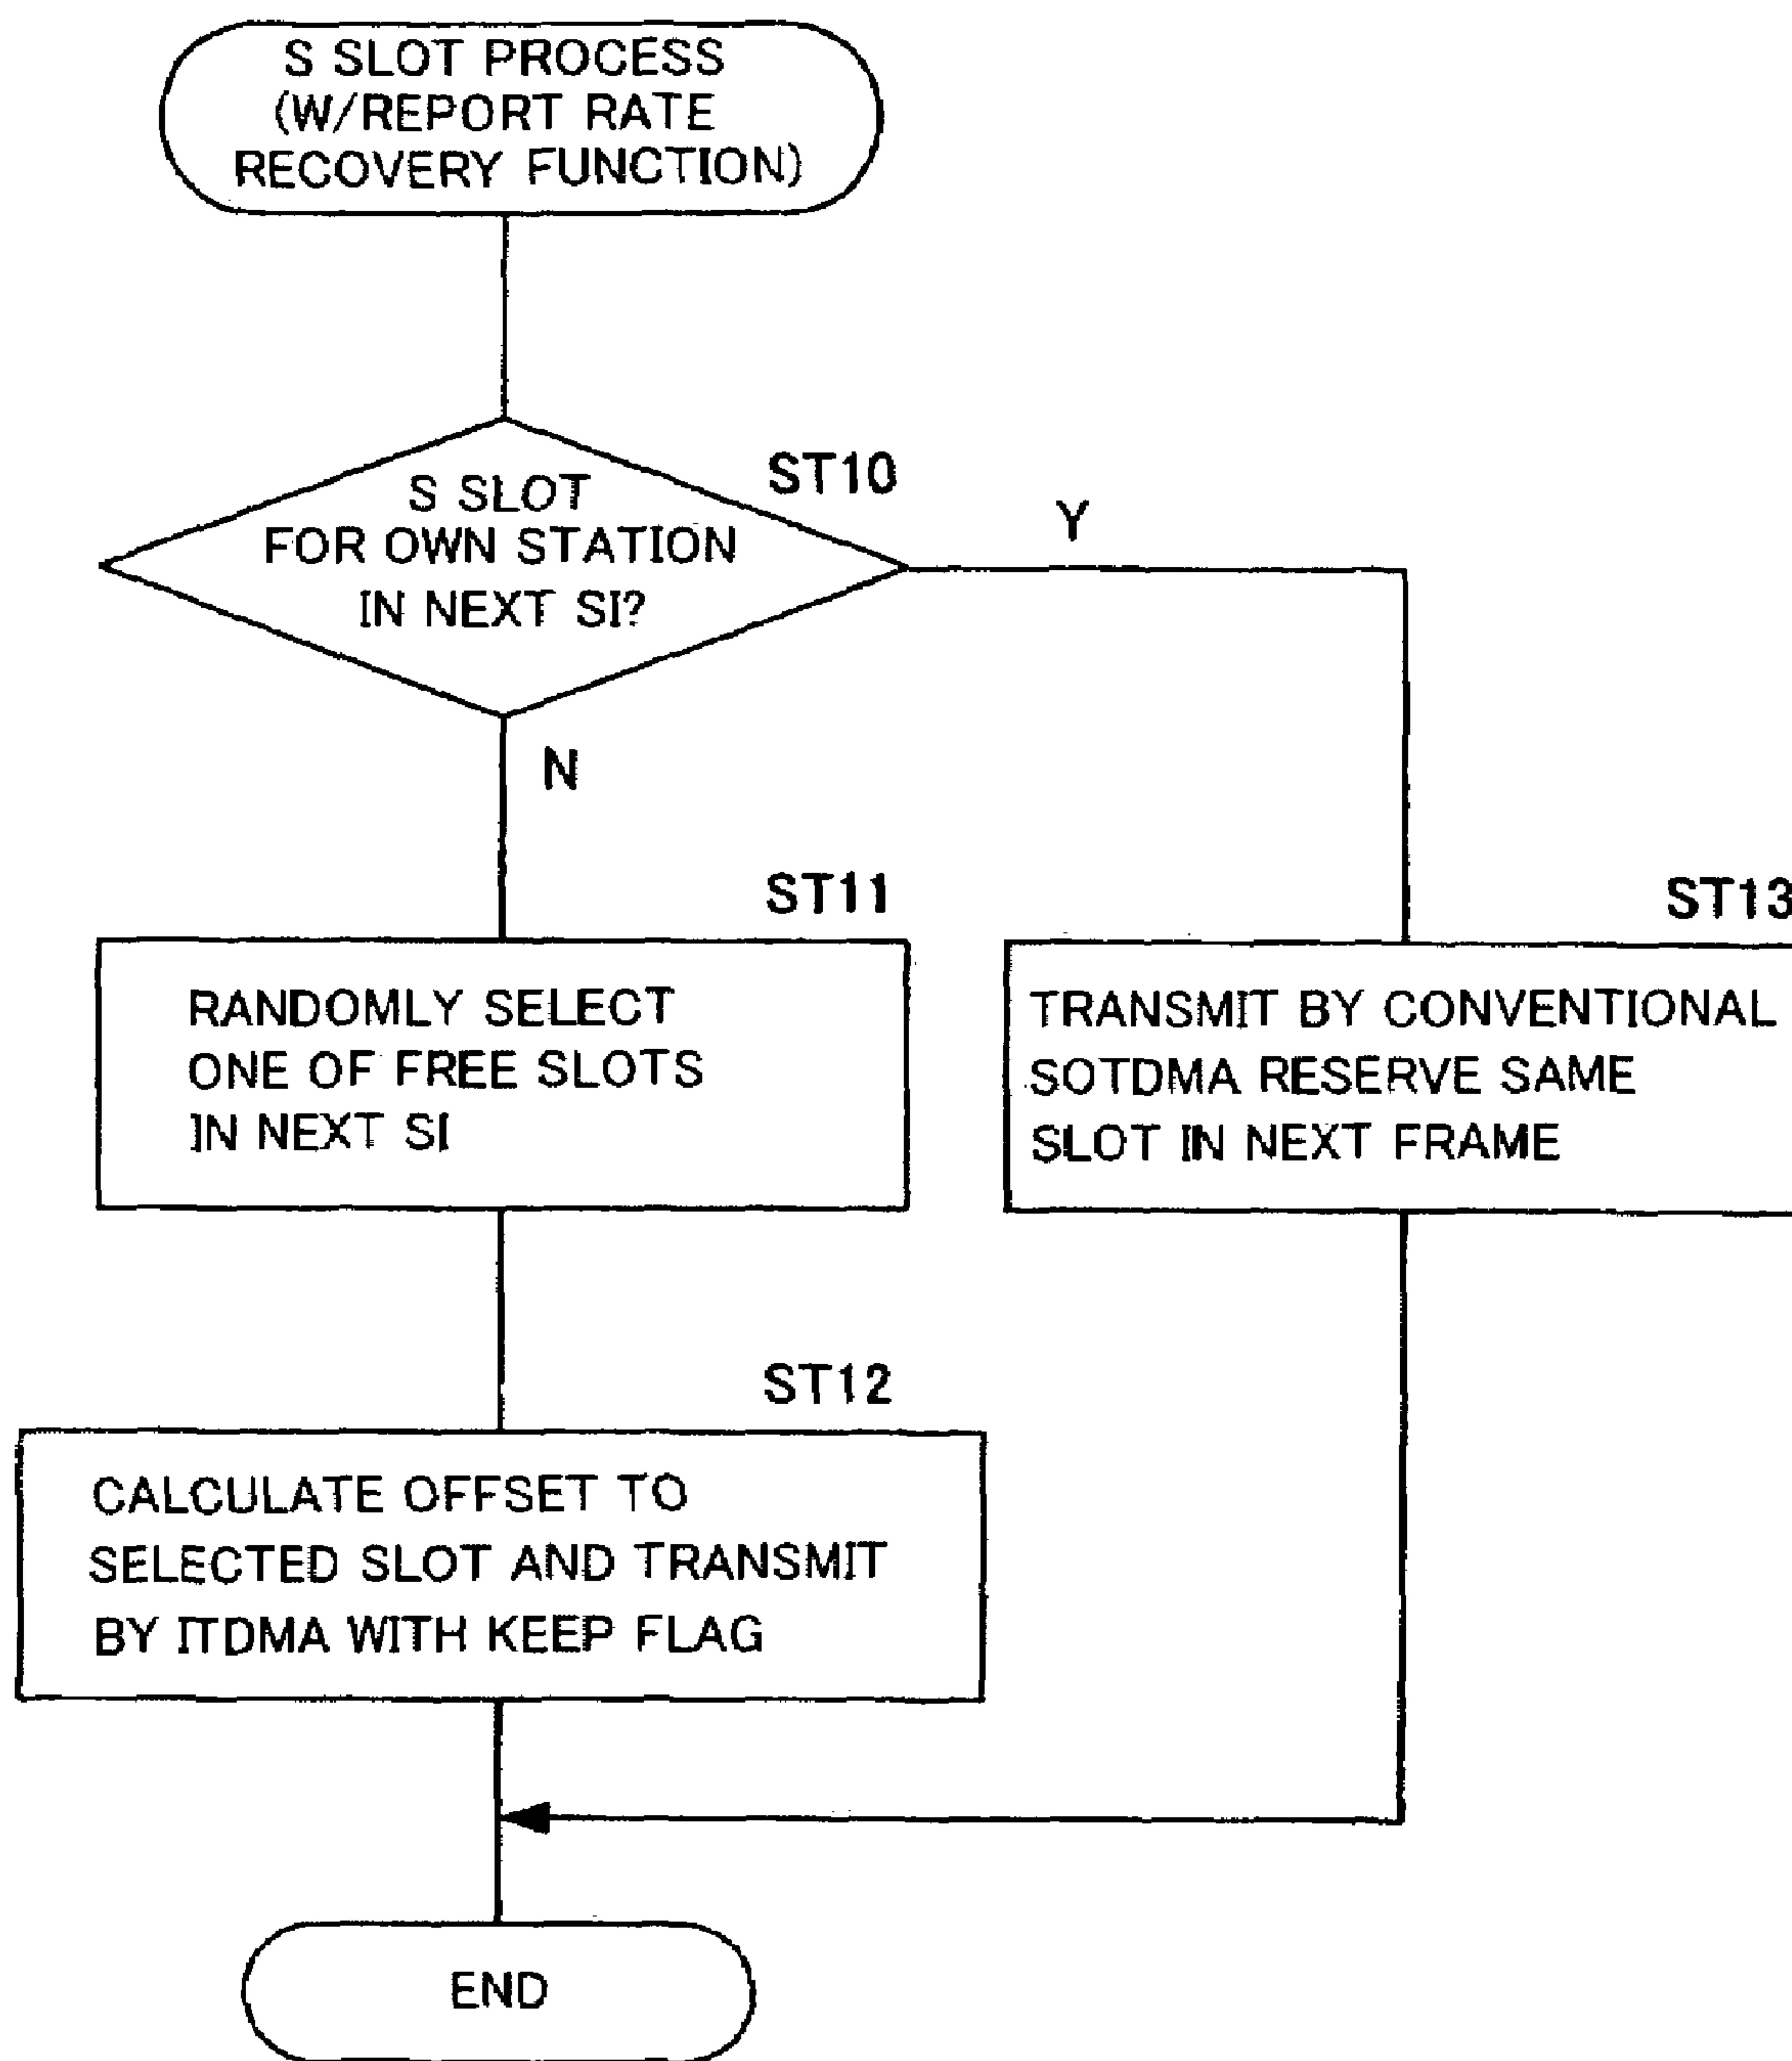 S SLOT PROCESS
(W/REPORT RATE
RECOVERY FUNCTION)
ST10
S SLOT
FOR OWN STATION
IN NEXT SI?
Y
N
ST11
RANDOMLY SELECT
ONE OF FREE SLOTS
IN NEXT SI
ST13
TRANSMIT BY CONVENTIONAL
SOTDMA RESERVE SAME
SLOT IN NEXT FRAME
ST12
CALCULATE OFFSET TO
SELECTED SLOT AND TRANSMIT
BY ITDMA WITH KEEP FLAG
END